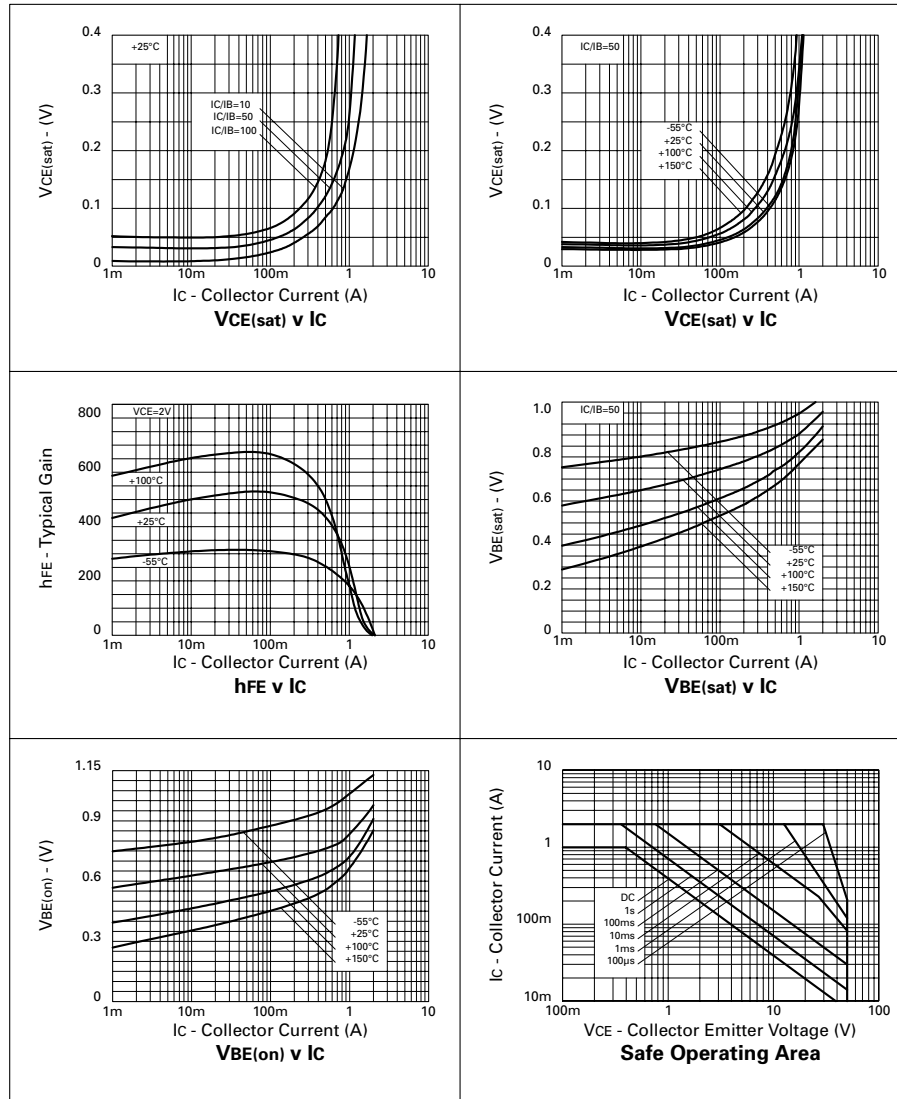 0.4
+25°C
0.3
0.2
0.1
0
VCE(sat) - (V)
IC/IB=10
IC/IB=50
IC/IB=100
1m 10m 100m 1 10
IC - Collector Current (A)
VCE(sat) v IC
0.4
IC/IB=50
0.3
0.2
0.1
0
VCE(sat) - (V)
-55°C
+25°C
+100°C
+150°C
1m 10m 100m 1 10
IC - Collector Current (A)
VCE(sat) v IC
800
VCE=2V
600
400
200
0
hFE - Typical Gain
+100°C
+25°C
-55°C
1m 10m 100m 1 10
IC - Collector Current (A)
hFE v IC
1.0
IC/IB=50
0.8
0.6
0.4
0.2
0
VBE(sat) - (V)
-55°C
+25°C
+100°C
+150°C
1m 10m 100m 1 10
IC - Collector Current (A)
VBE(sat) v IC
1.15
0.9
0.6
0.3
0
VBE(on) - (V)
-55°C
+25°C
+100°C
+150°C
1m 10m 100m 1 10
IC - Collector Current (A)
VBE(on) v IC
10
1
100m
10m
IC - Collector Current (A)
DC
1s
100ms
10ms
1ms
100µs
100m 1 10 100
VCE - Collector Emitter Voltage (V)
Safe Operating Area